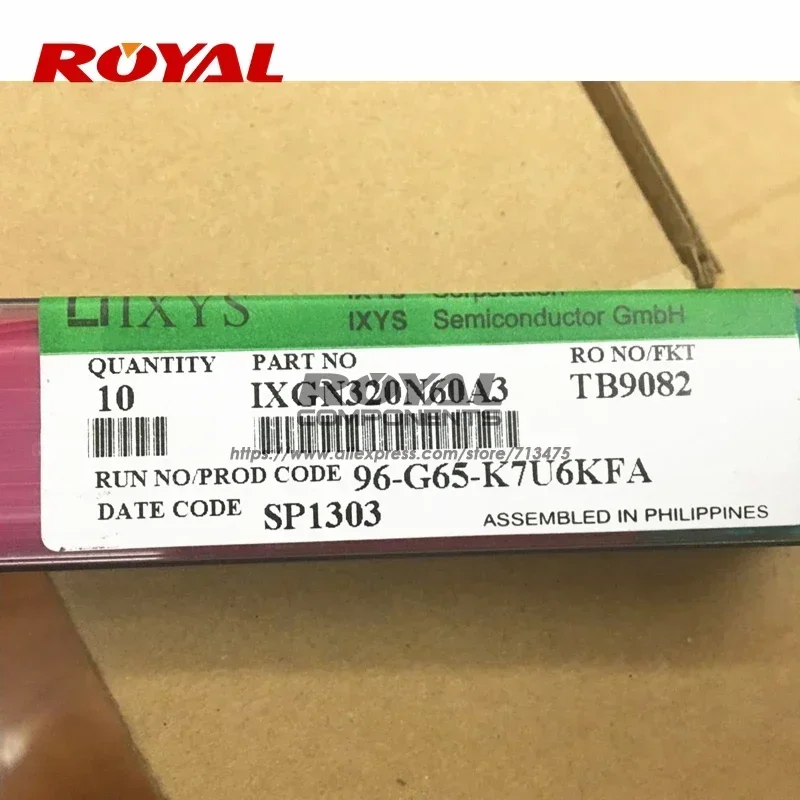 ROYAL
IXYS
IXYS Corporation
IXYS Semiconductor GmbH
QUANTITY PART NO RO NO/FKT
10 IXGN320N60A3 TB9082
ROYAL
COMPONENTS
https://www.aliexpress.com/store/713475
RUN NO/PROD CODE 96-G65-K7U6KFA
DATE CODE SP1303 ASSEMBLED IN PHILIPPINES